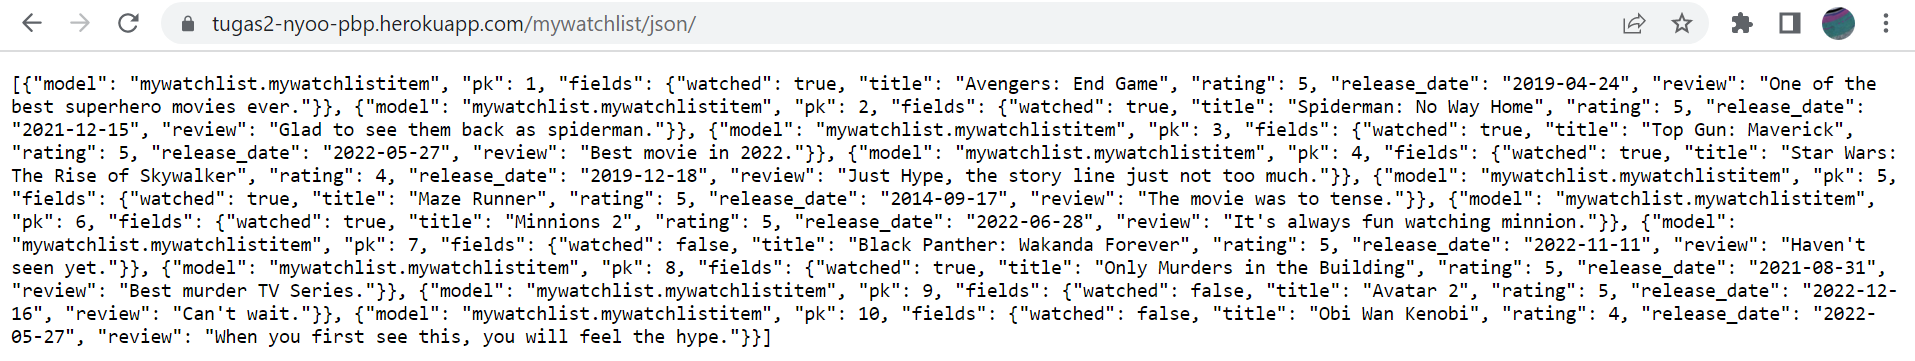 tugas2-nyoo-pbp.herokuapp.com/mywatchlist/json/
[{"model": "mywatchlist.mywatchlistitem", "pk": 1, "fields": {"watched": true, "title": "Avengers: End Game", "rating": 5, "release_date": "2019-04-24", "review": "One of the
best superhero movies ever."}}, {"model": "mywatchlist.mywatchlistitem", "pk": 2, "fields": {"watched": true, "title": "Spiderman: No Way Home", "rating": 5, "release_date":
"2021-12-15", "review": "Glad to see them back as spiderman."}}, {"model": "mywatchlist.mywatchlistitem", "pk": 3, "fields": {"watched": true, "title": "Top Gun: Maverick",
"rating": 5, "release_date": "2022-05-27", "review": "Best movie in 2022."}}, {"model": "mywatchlist.mywatchlistitem", "pk": 4, "fields": {"watched": true, "title": "Star Wars:
The Rise of Skywalker", "rating": 4, "release_date": "2019-12-18", "review": "Just Hype, the story line just not too much."}}, {"model": "mywatchlist.mywatchlistitem", "pk": 5,
"fields": {"watched": true, "title": "Maze Runner", "rating": 5, "release_date": "2014-09-17", "review": "The movie was to tense."}}, {"model": "mywatchlist.mywatchlistitem",
"pk": 6, "fields": {"watched": true, "title": "Minnions 2", "rating": 5, "release_date": "2022-06-28", "review": "It's always fun watching minnion."}}, {"model":
"mywatchlist.mywatchlistitem", "pk": 7, "fields": {"watched": false, "title": "Black Panther: Wakanda Forever", "rating": 5, "release_date": "2022-11-11", "review": "Haven't
seen yet."}}, {"model": "mywatchlist.mywatchlistitem", "pk": 8, "fields": {"watched": true, "title": "Only Murders in the Building", "rating": 5, "release_date": "2021-08-31",
"review": "Best murder TV Series."}}, {"model": "mywatchlist.mywatchlistitem", "pk": 9, "fields": {"watched": false, "title": "Avatar 2", "rating": 5, "release_date": "2022-12-
16", "review": "Can't wait."}}, {"model": "mywatchlist.mywatchlistitem", "pk": 10, "fields": {"watched": false, "title": "Obi Wan Kenobi", "rating": 4, "release_date": "2022-
05-27", "review": "When you first see this, you will feel the hype."}}]